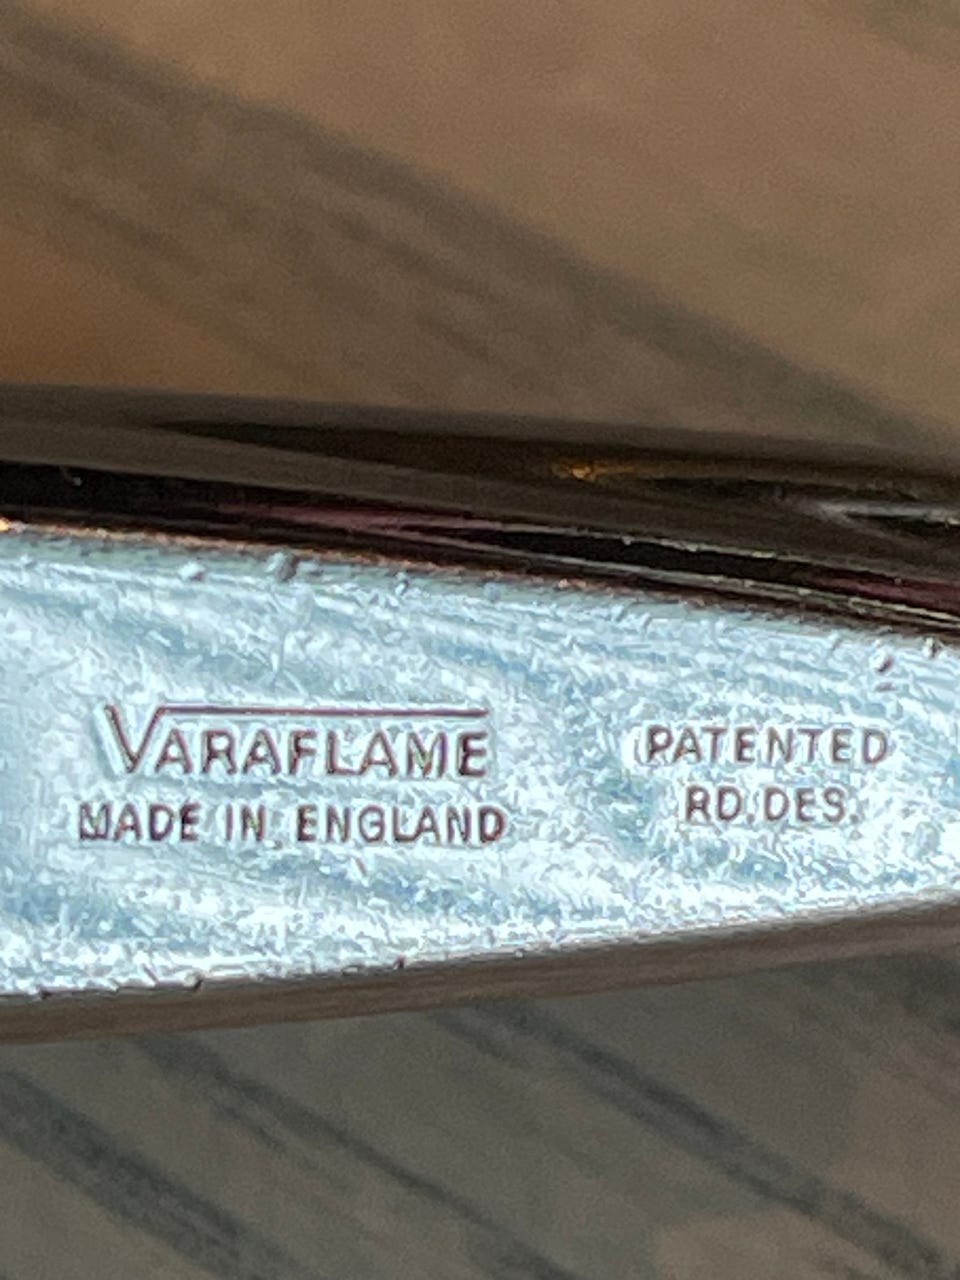 VARAFLAME
MADE IN ENGLAND
PATENTED
RD.DES.